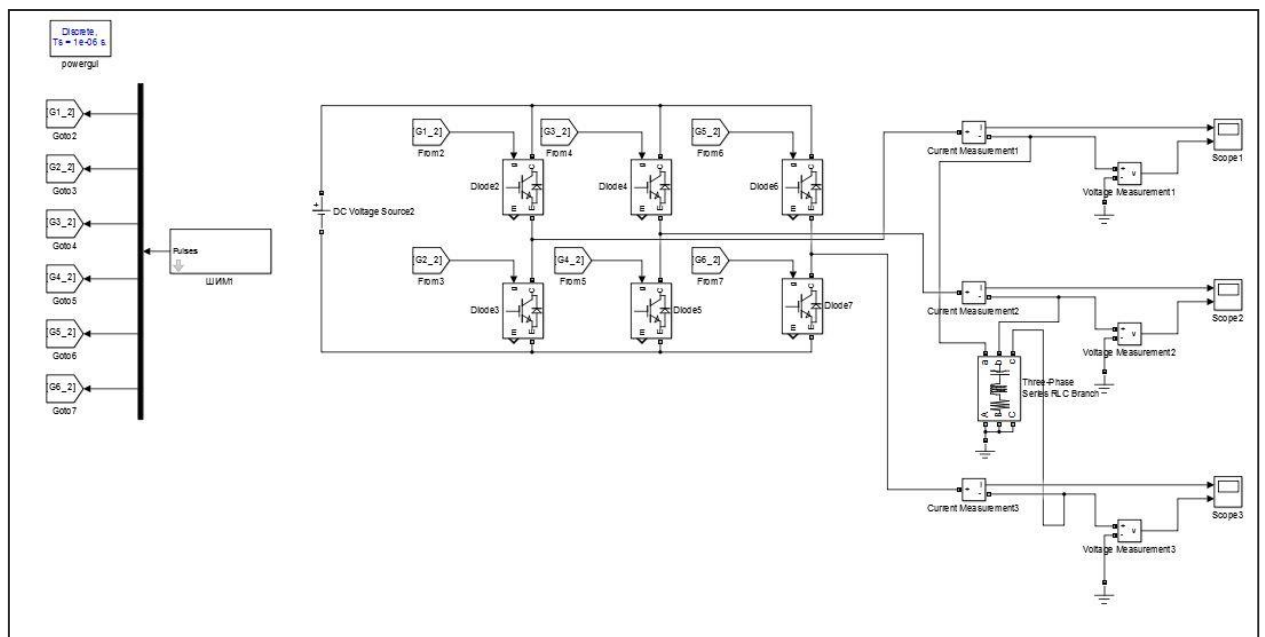 Discrete,
Ts = 1e-06 s.
powergui
[G1_2]
Goto2
[G2_2]
Goto3
[G3_2]
Goto4
[G4_2]
Goto5
[G5_2]
Goto6
[G6_2]
Goto7
Pulses
ШИМ1
DC Voltage Source2
+
[G1_2]
From2
[G3_2]
From4
[G5_2]
From6
g C
Diode2
m E
g C
Diode4
m E
g C
Diode6
m E
[G2_2]
From3
[G4_2]
From5
[G6_2]
From7
g C
Diode3
m E
g C
Diode5
m E
g C
Diode7
m E
+ i -
Current Measurement1
+ v -
Voltage Measurement1
Scope1
+ i -
Current Measurement2
+ v -
Voltage Measurement2
Scope2
a b c
Three-Phase
Series RLC Branch
A B C
+ i -
Current Measurement3
+ v -
Voltage Measurement3
Scope3